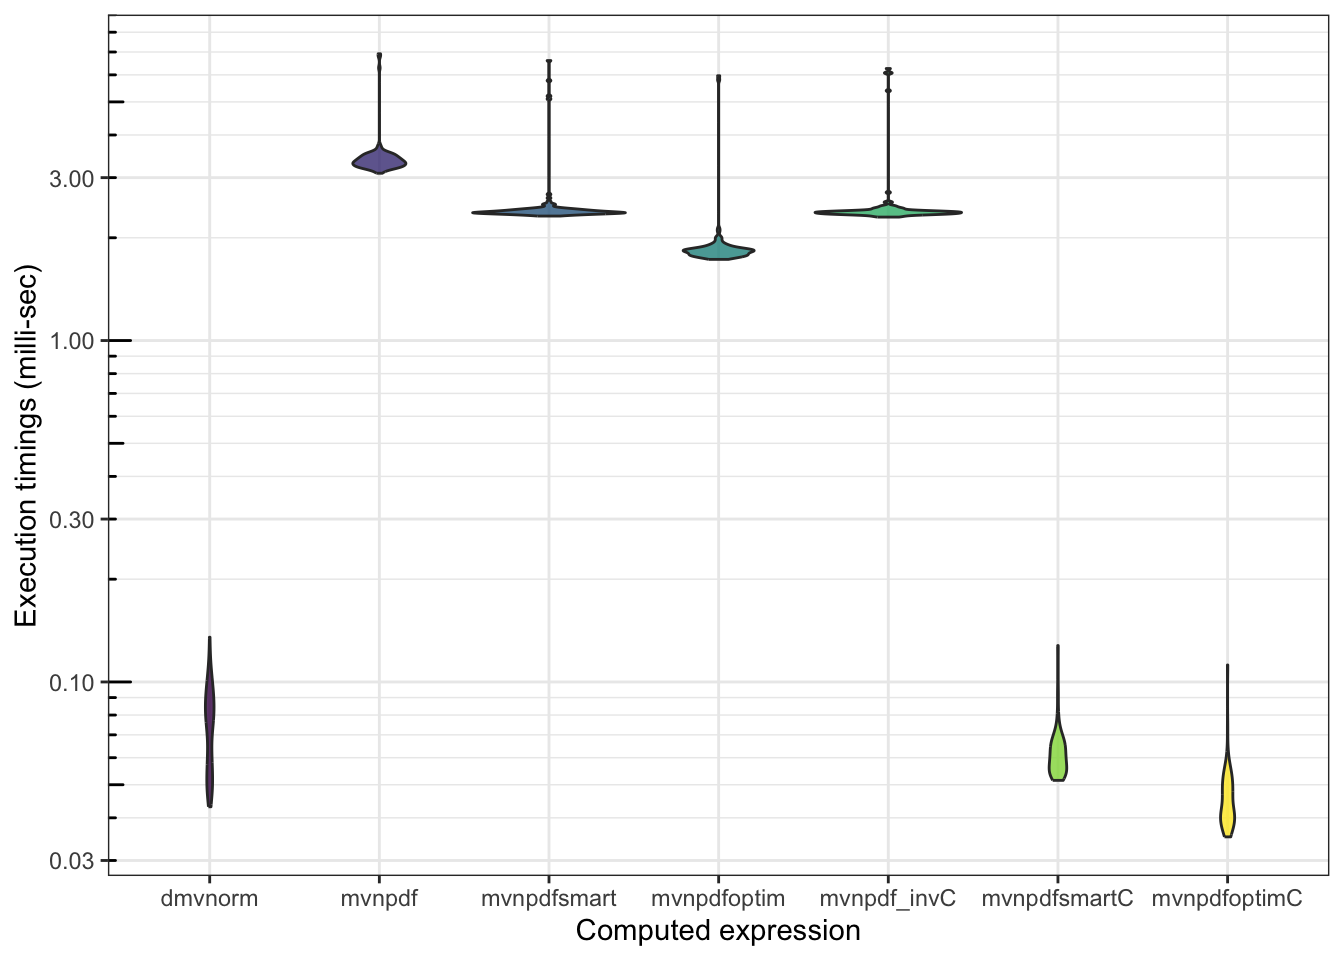 Execution timings (milli-sec)
3.00
1.00
0.30
0.10
0.03
dmvnorm mvnpdf mvnpdfsmart mvnpdfoptim mvnpdf_invC mvnpdfsmartC mvnpdfoptimC
Computed expression